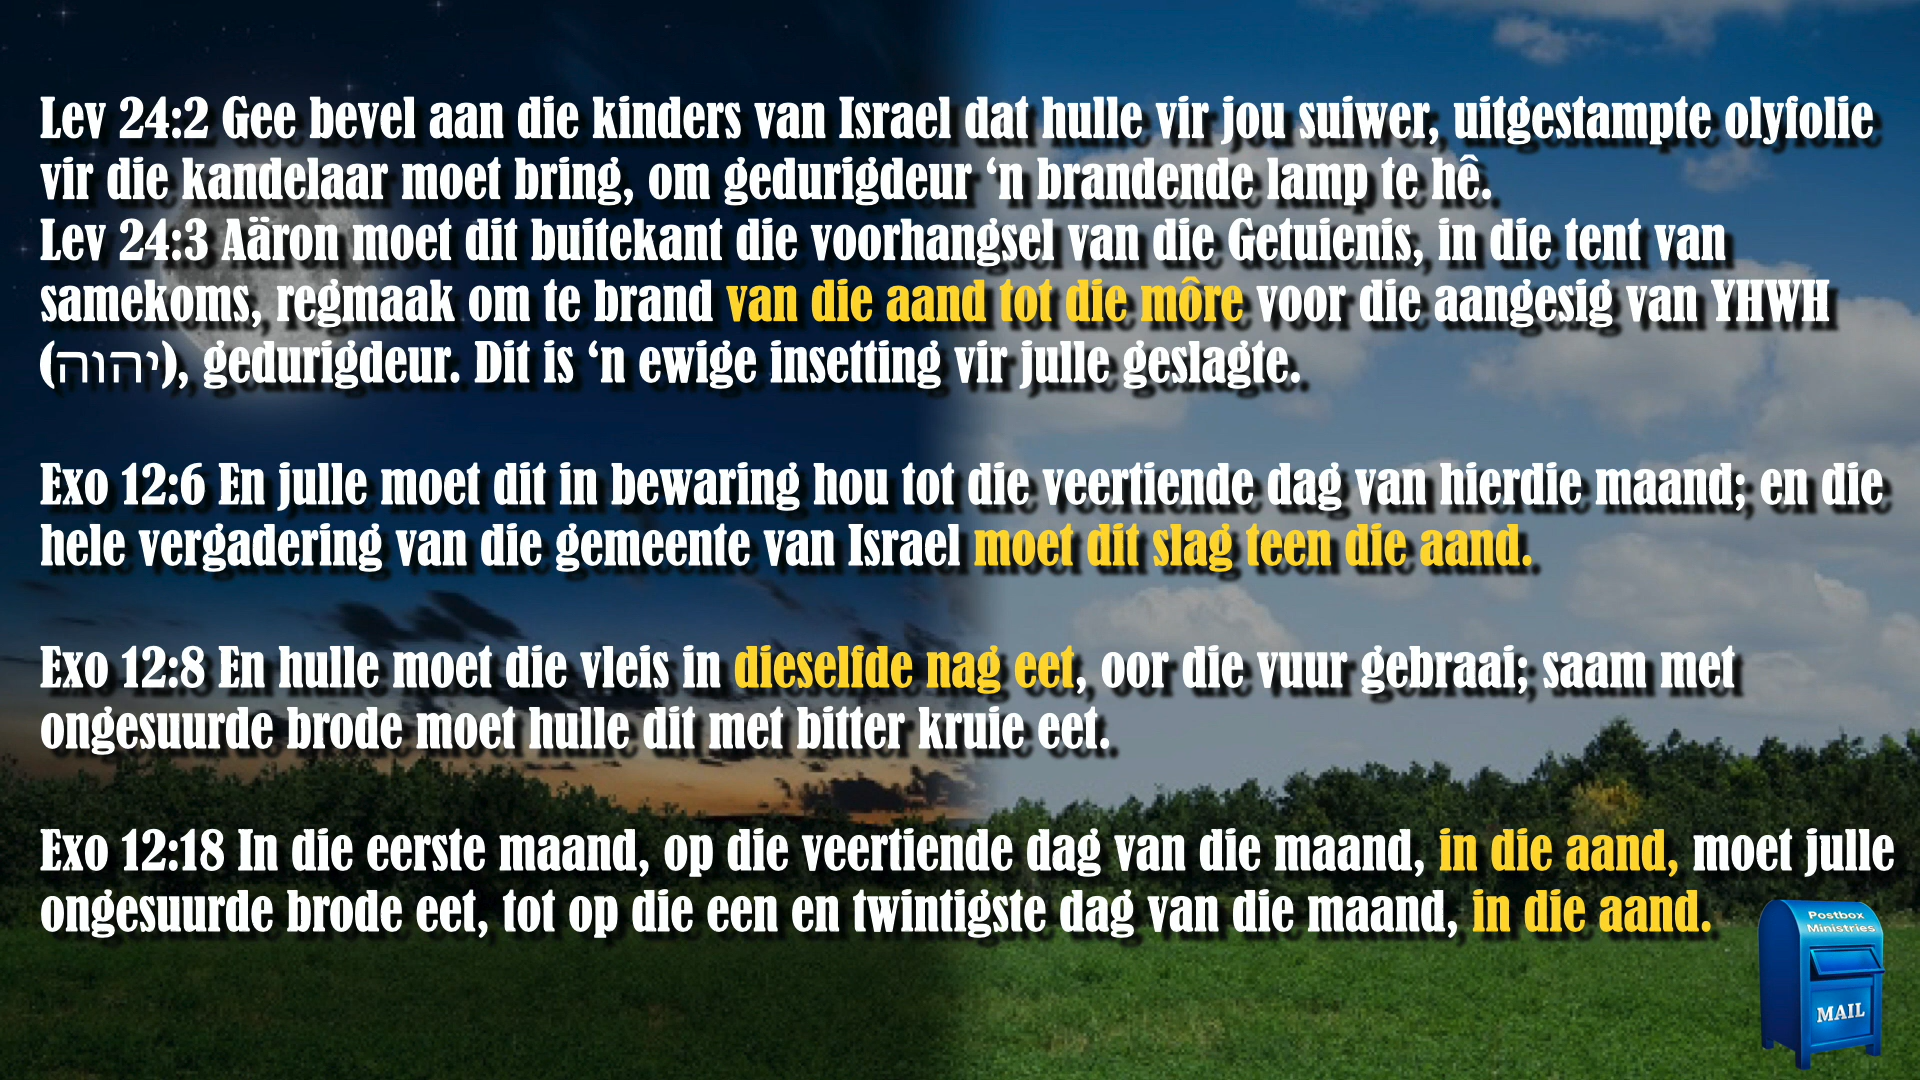 Lev 24:2 Gee bevel aan die kinders van Israel dat hulle vir jou suiwer, uitgestampte olyfolie
vir die kandelaar moet bring, om gedurigdeur ‘n brandende lamp te hê.
Lev 24:3 Aäron moet dit buitekant die voorhangsel van die Getuienis, in die tent van
samekoms, regmaak om te brand van die aand tot die môre voor die aangesig van YHWH
(יהוה), gedurigdeur. Dit is ‘n ewige insetting vir julle geslagte.
Exo 12:6 En julle moet dit in bewaring hou tot die veertiende dag van hierdie maand; en die
hele vergadering van die gemeente van Israel moet dit slag teen die aand.
Exo 12:8 En hulle moet die vleis in dieselfde nag eet, oor die vuur gebraai; saam met
ongesuurde brode moet hulle dit met bitter kruie eet.
Exo 12:18 In die eerste maand, op die veertiende dag van die maand, in die aand, moet julle
ongesuurde brode eet, tot op die een en twintigste dag van die maand, in die aand.
Postbox
Ministries
MAIL